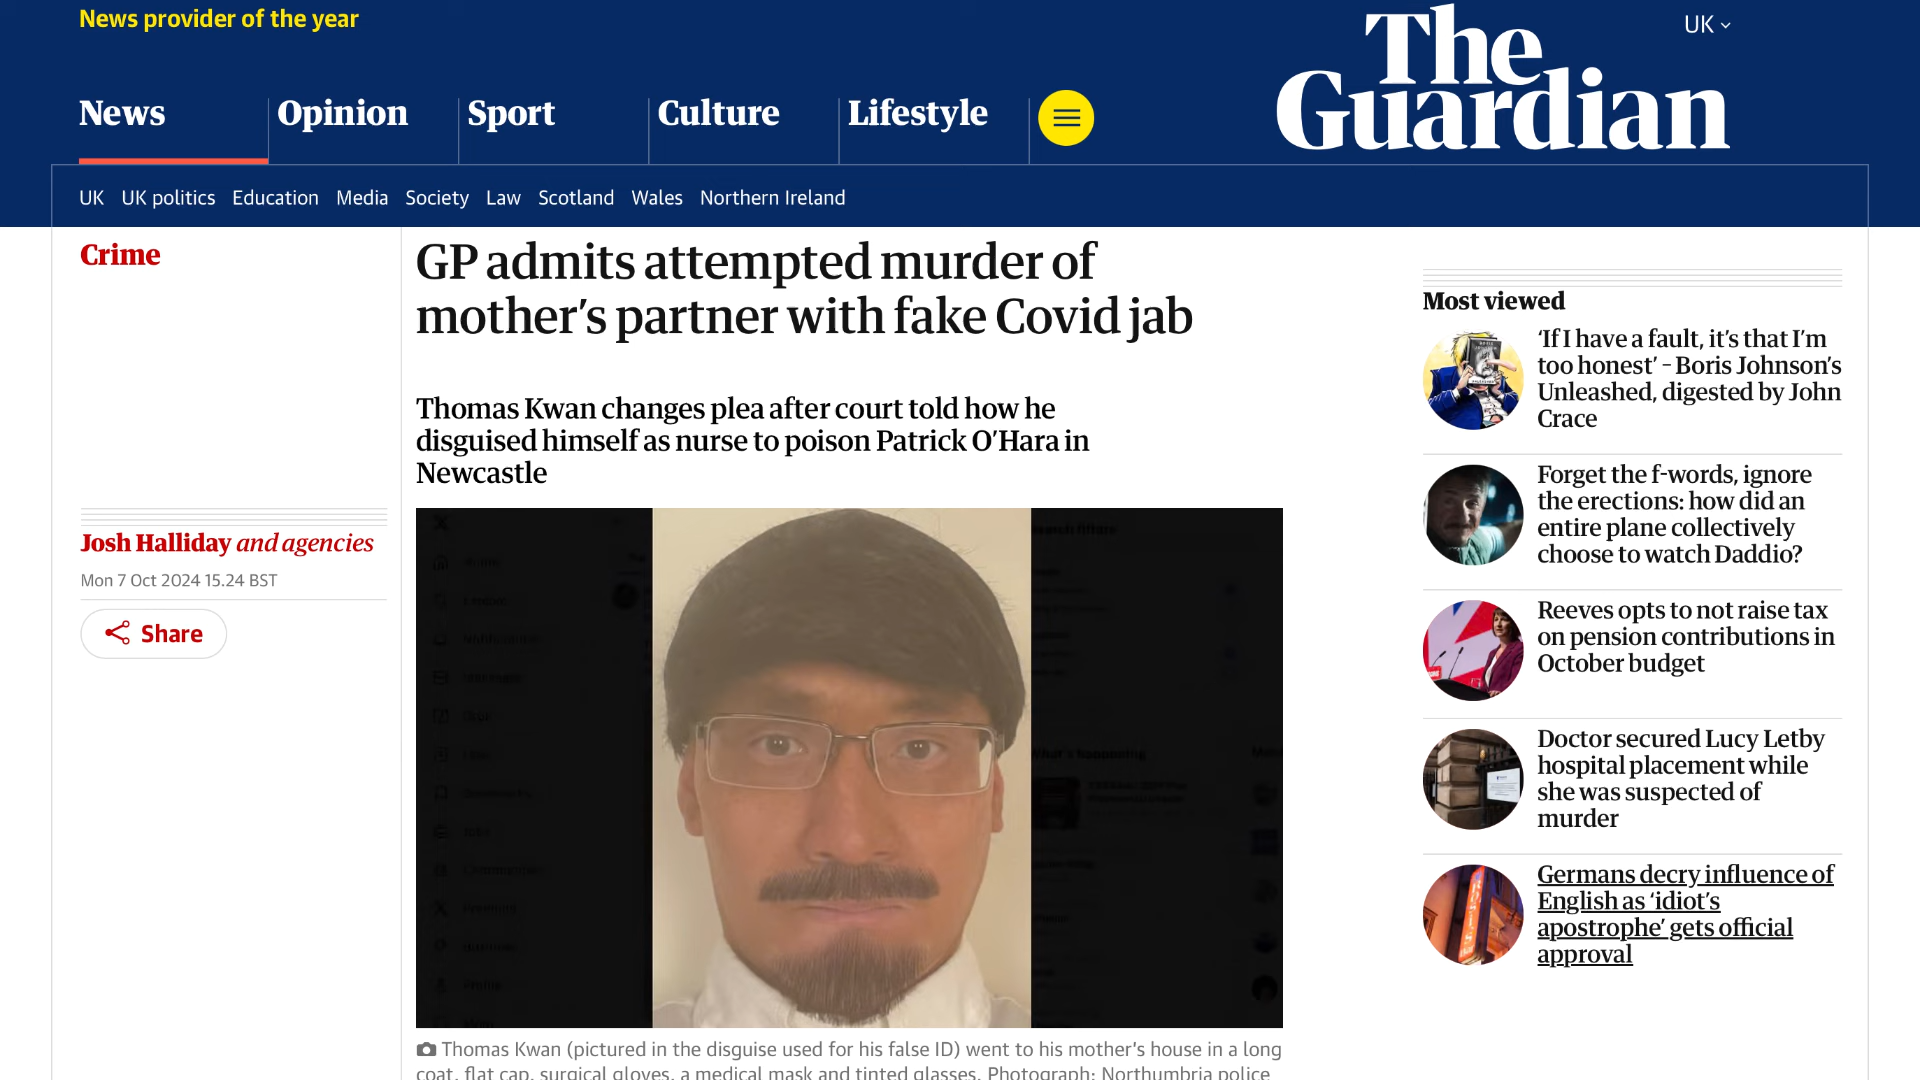 News provider of the year
UK
The
Guardian
News
Opinion
Sport
Culture
Lifestyle
UK
UK politics
Education
Media
Society
Law
Scotland
Wales
Northern Ireland
Crime
GP admits attempted murder of
mother’s partner with fake Covid jab
Thomas Kwan changes plea after court told how he
disguised himself as nurse to poison Patrick O’Hara in
Newcastle
Josh Halliday and agencies
Mon 7 Oct 2024 15.24 BST
Share
What's happening
Thomas Kwan (pictured in the disguise used for his false ID) went to his mother’s house in a long
coat, flat cap, surgical gloves, a medical mask and tinted glasses. Photograph: Northumbria police
Most viewed
‘If I have a fault, it’s that I’m
too honest’ – Boris Johnson’s
Unleashed, digested by John
Crace
Forget the f-words, ignore
the erections: how did an
entire plane collectively
choose to watch Daddio?
Reeves opts to not raise tax
on pension contributions in
October budget
Doctor secured Lucy Letby
hospital placement while
she was suspected of
murder
Germans decry influence of
English as ‘idiot’s
apostrophe’ gets official
approval